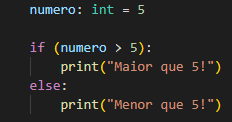 numero: int = 5
if (numero > 5):
print("Maior que 5!")
else:
print("Menor que 5!")